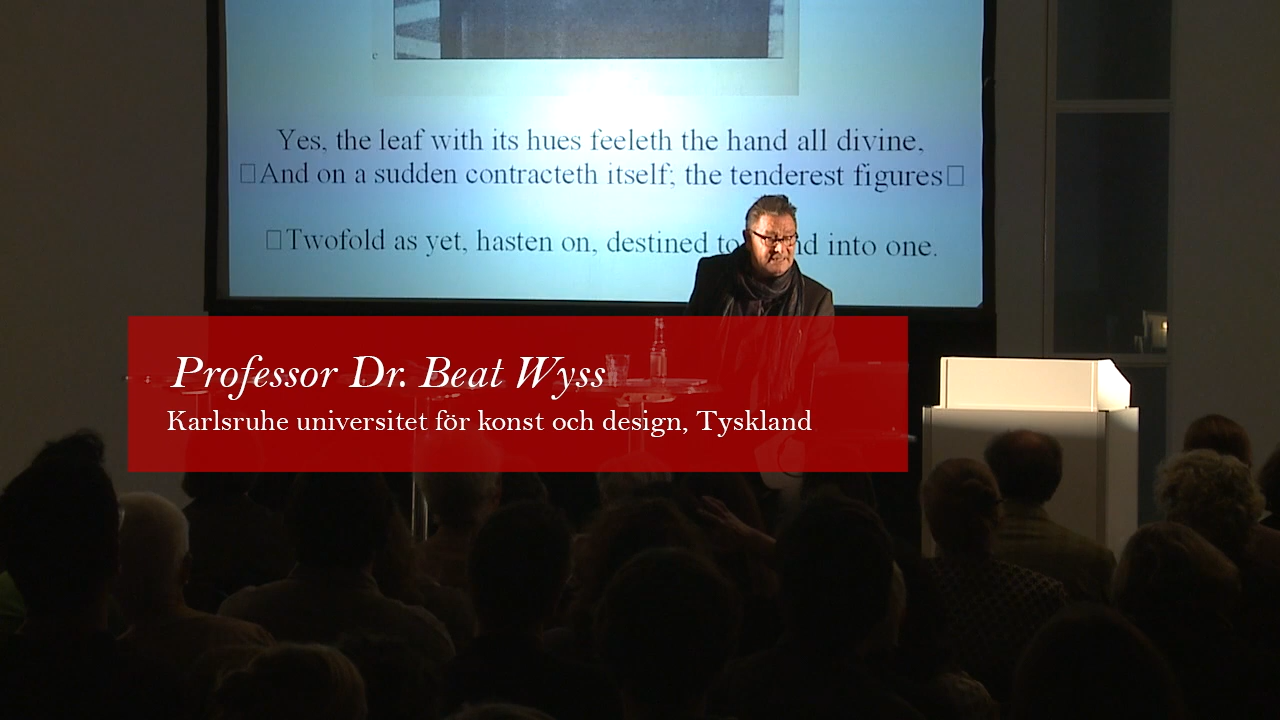 e
Yes, the leaf with its hues feeleth the hand all divine,
□And on a sudden contracteth itself; the tenderest figures□
□Twofold as yet, hasten on, destined to nd into one.
Professor Dr. Beat Wyss
Karlsruhe universitet för konst och design, Tyskland